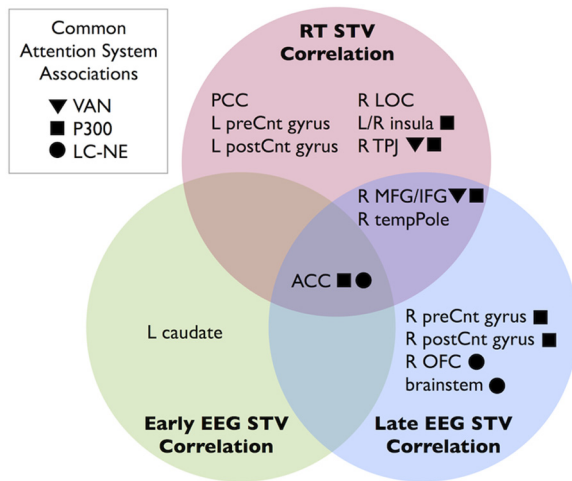 Common
Attention System
Associations
VAN
P300
LC-NE
RT STV
Correlation
PCC
L preCnt gyrus
L postCnt gyrus
R LOC
L/R insula
R TPJ
R MFG/IFG
R tempPole
ACC
L caudate
R preCnt gyrus
R postCnt gyrus
R OFC
brainstem
Early EEG STV
Correlation
Late EEG STV
Correlation